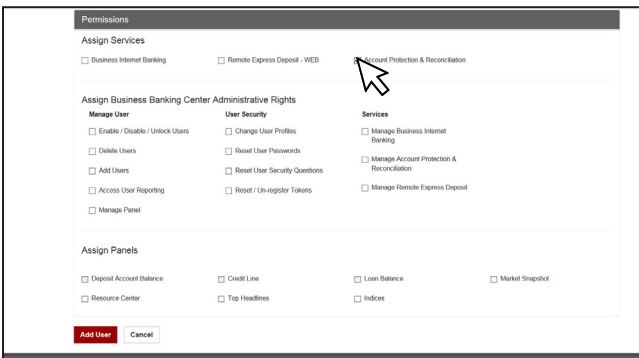 Permissions
Assign Services
Business Internet Banking
Remote Express Deposit - WEB
Account Protection & Reconciliation
Assign Business Banking Center Administrative Rights
Manage User
User Security
Services
Enable / Disable / Unlock Users
Change User Profiles
Manage Business Internet
Banking
Delete Users
Reset User Passwords
Manage Account Protection &
Reconciliation
Add Users
Reset User Security Questions
Manage Remote Express Deposit
Access User Reporting
Reset / Un-register Tokens
Manage Panel
Assign Panels
Deposit Account Balance
Credit Line
Loan Balance
Market Snapshot
Resource Center
Top Headlines
Indices
Add User
Cancel